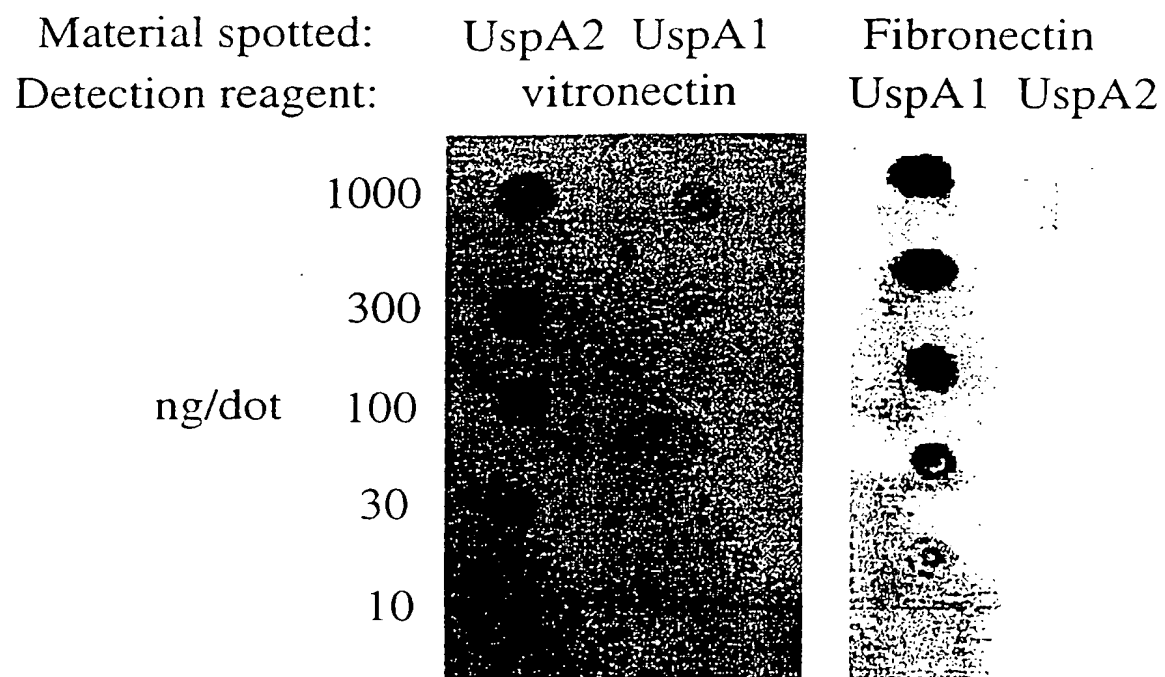 Material spotted: UspA2 UspA1 Fibronectin
Detection reagent: vitronectin UspA1 UspA2
1000
300
ng/dot 100
30
10